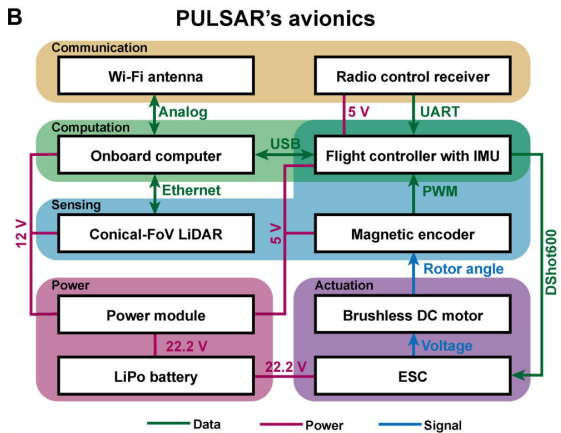 B
PULSAR's avionics
Communication
Wi-Fi antenna
Radio control receiver
Analog
5 V
UART
Computation
USB
Onboard computer
Flight controller with IMU
Ethernet
PWM
Sensing
12 V
5 V
Conical-FoV LiDAR
Magnetic encoder
DShot600
Rotor angle
Power
Actuation
Power module
Brushless DC motor
22.2 V
Voltage
LiPo battery
22.2 V
ESC
Data
Power
Signal